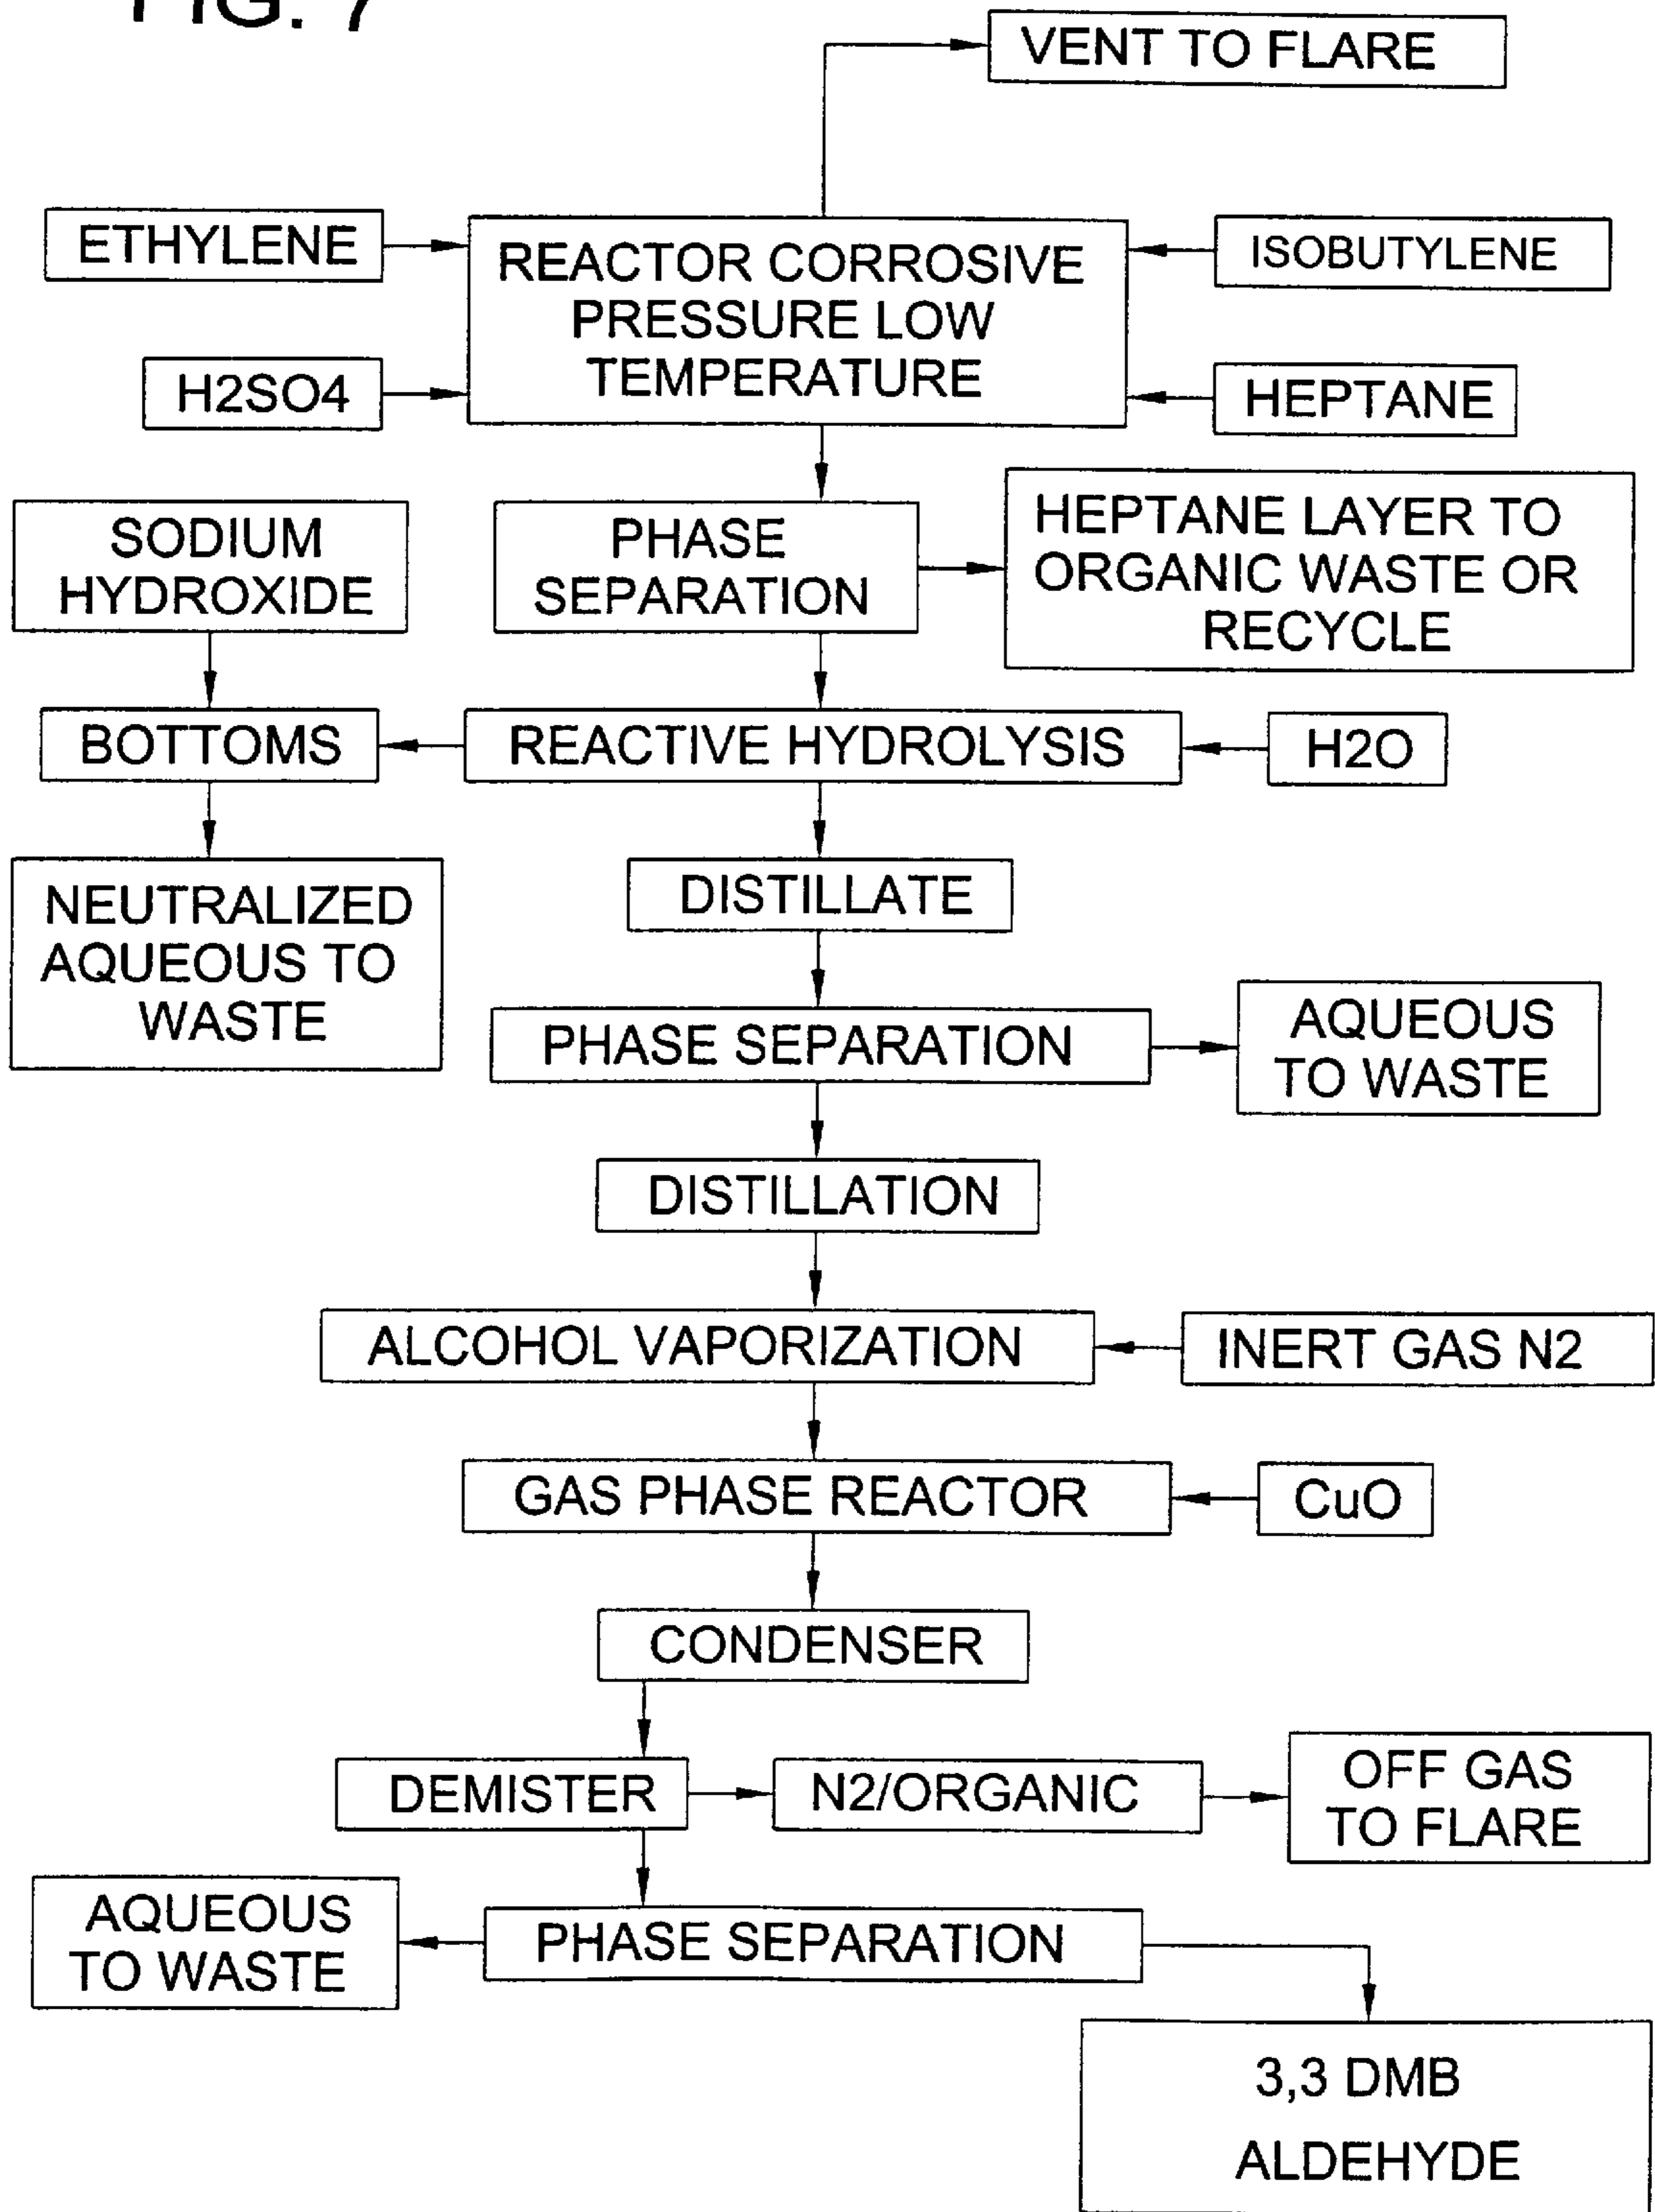 FIG. 7
VENT TO FLARE
ETHYLENE
REACTOR CORROSIVE
PRESSURE LOW
TEMPERATURE
ISOBUTYLENE
H2SO4
HEPTANE
SODIUM
HYDROXIDE
PHASE
SEPARATION
HEPTANE LAYER TO
ORGANIC WASTE OR
RECYCLE
BOTTOMS
REACTIVE HYDROLYSIS
H2O
NEUTRALIZED
AQUEOUS TO
WASTE
DISTILLATE
PHASE SEPARATION
AQUEOUS
TO WASTE
DISTILLATION
ALCOHOL VAPORIZATION
INERT GAS N2
GAS PHASE REACTOR
CuO
CONDENSER
DEMISTER
N2/ORGANIC
OFF GAS
TO FLARE
AQUEOUS
TO WASTE
PHASE SEPARATION
3,3 DMB
ALDEHYDE